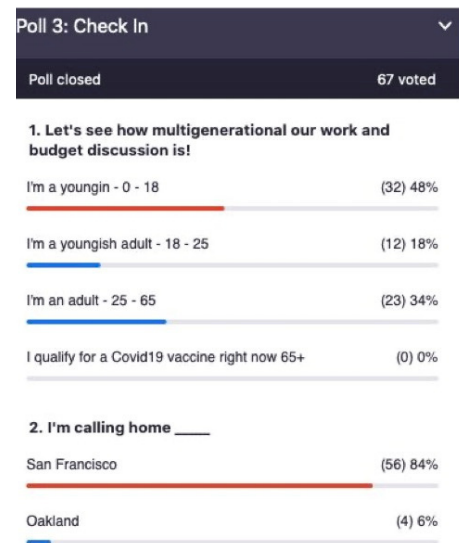 Poll 3: Check In
Poll closed 67 voted
1. Let's see how multigenerational our work and
budget discussion is!
I'm a youngin - 0 - 18 (32) 48%
I'm a youngish adult - 18 - 25 (12) 18%
I'm an adult - 25 - 65 (23) 34%
I qualify for a Covid19 vaccine right now 65+ (0) 0%
2. I'm calling home _____
San Francisco (56) 84%
Oakland (4) 6%